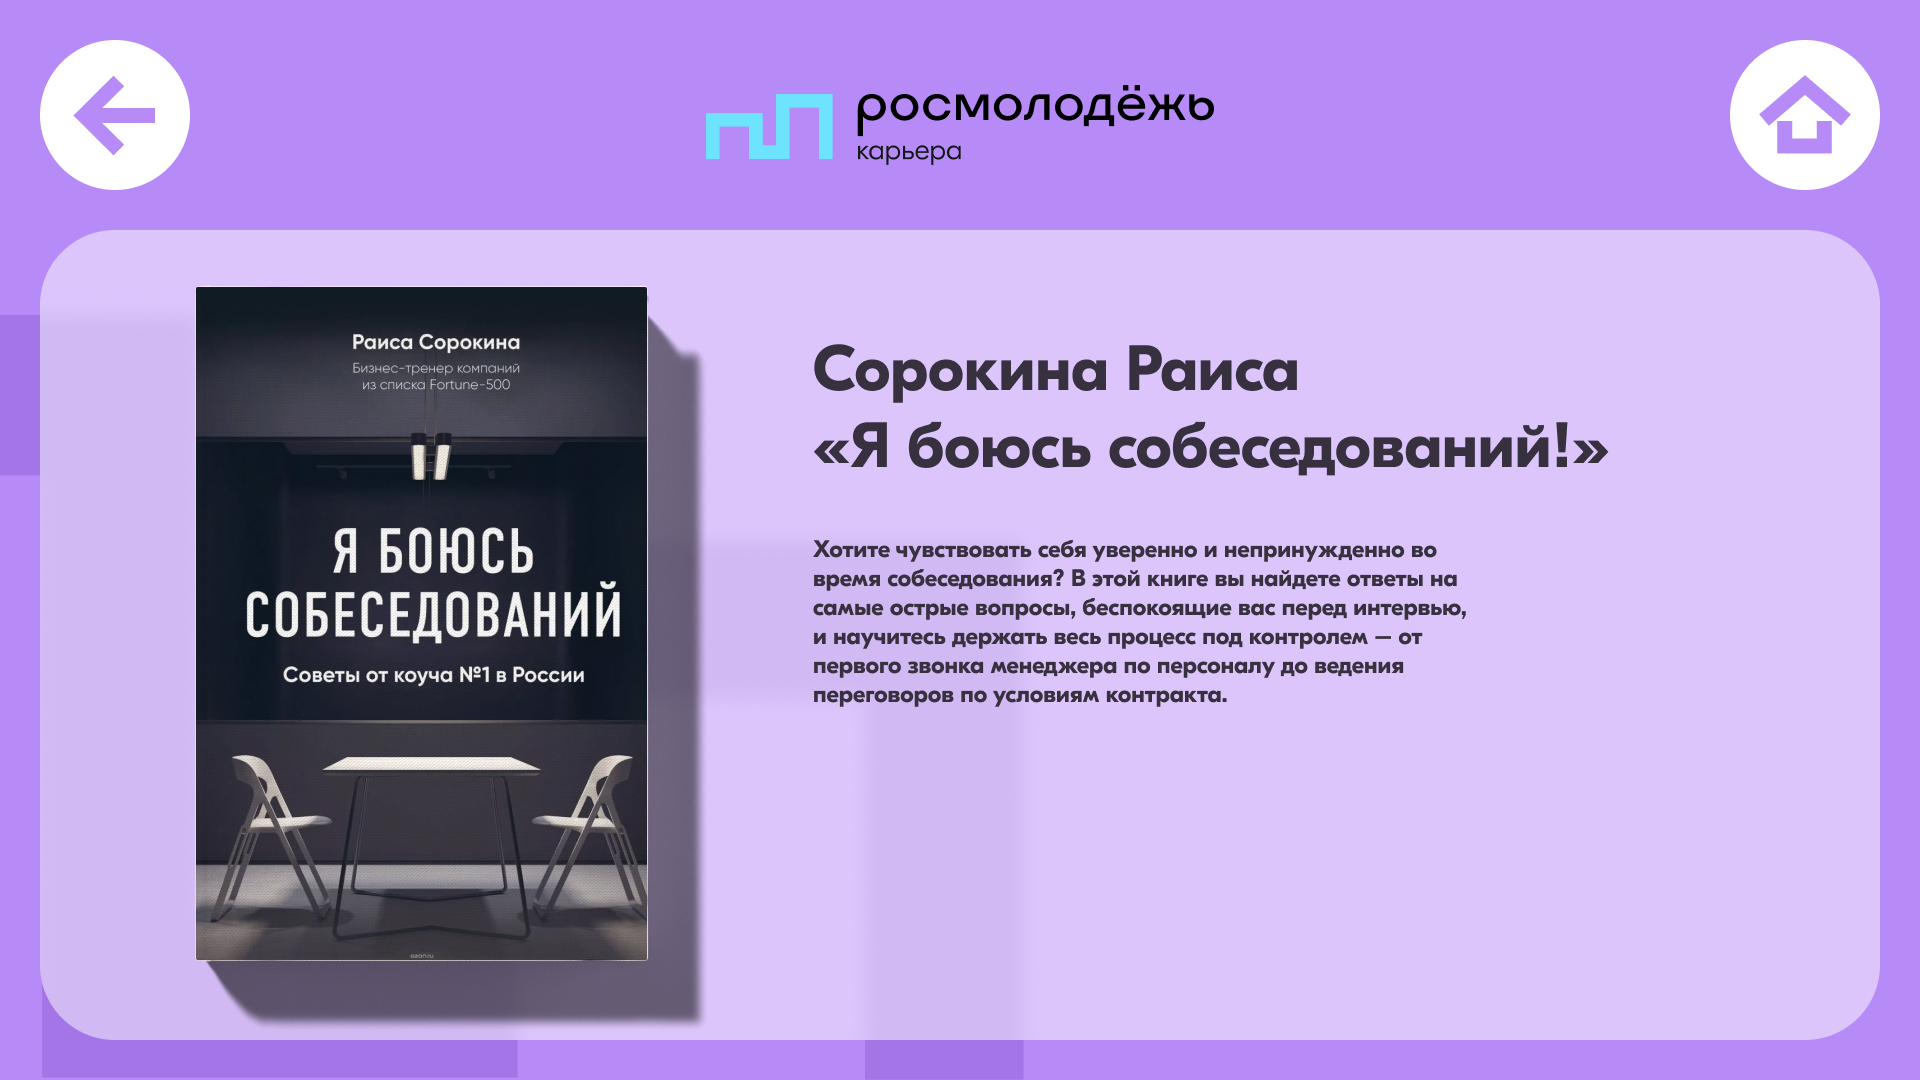 росмолодёжь
карьера
Раиса Сорокина
Бизнес-тренер компаний
из списка Fortune-500
Я БОЮСЬ
СОБЕСЕДОВАНИЙ
Советы от коуча №1 в России
ozon.ru
Сорокина Раиса
«Я боюсь собеседований!»
Хотите чувствовать себя уверенно и непринужденно во
время собеседования? В этой книге вы найдете ответы на
самые острые вопросы, беспокоящие вас перед интервью,
и научитесь держать весь процесс под контролем – от
первого звонка менеджера по персоналу до ведения
переговоров по условиям контракта.